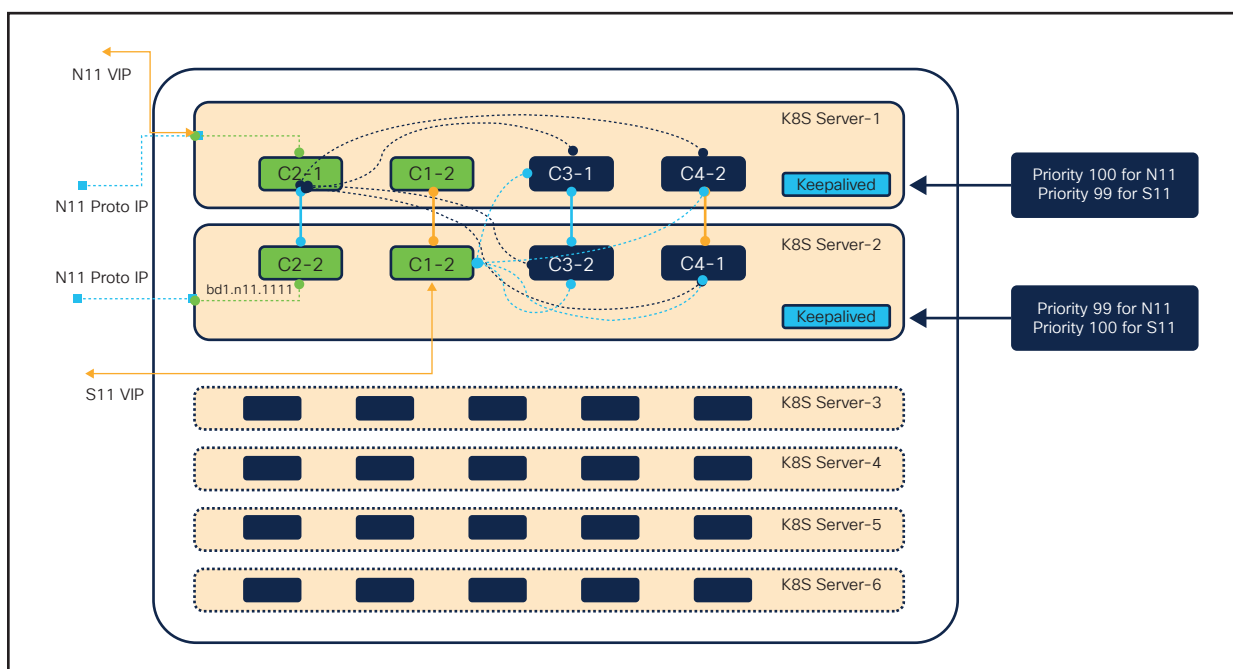 N11 VIP
K8S Server-1
C2-1
C1-2
C3-1
C4-2
Keepalived
Priority 100 for N11
Priority 99 for S11
N11 Proto IP
K8S Server-2
N11 Proto IP
C2-2
C1-2
C3-2
C4-1
bd1.n11.1111
Keepalived
Priority 99 for N11
Priority 100 for S11
S11 VIP
K8S Server-3
K8S Server-4
K8S Server-5
K8S Server-6